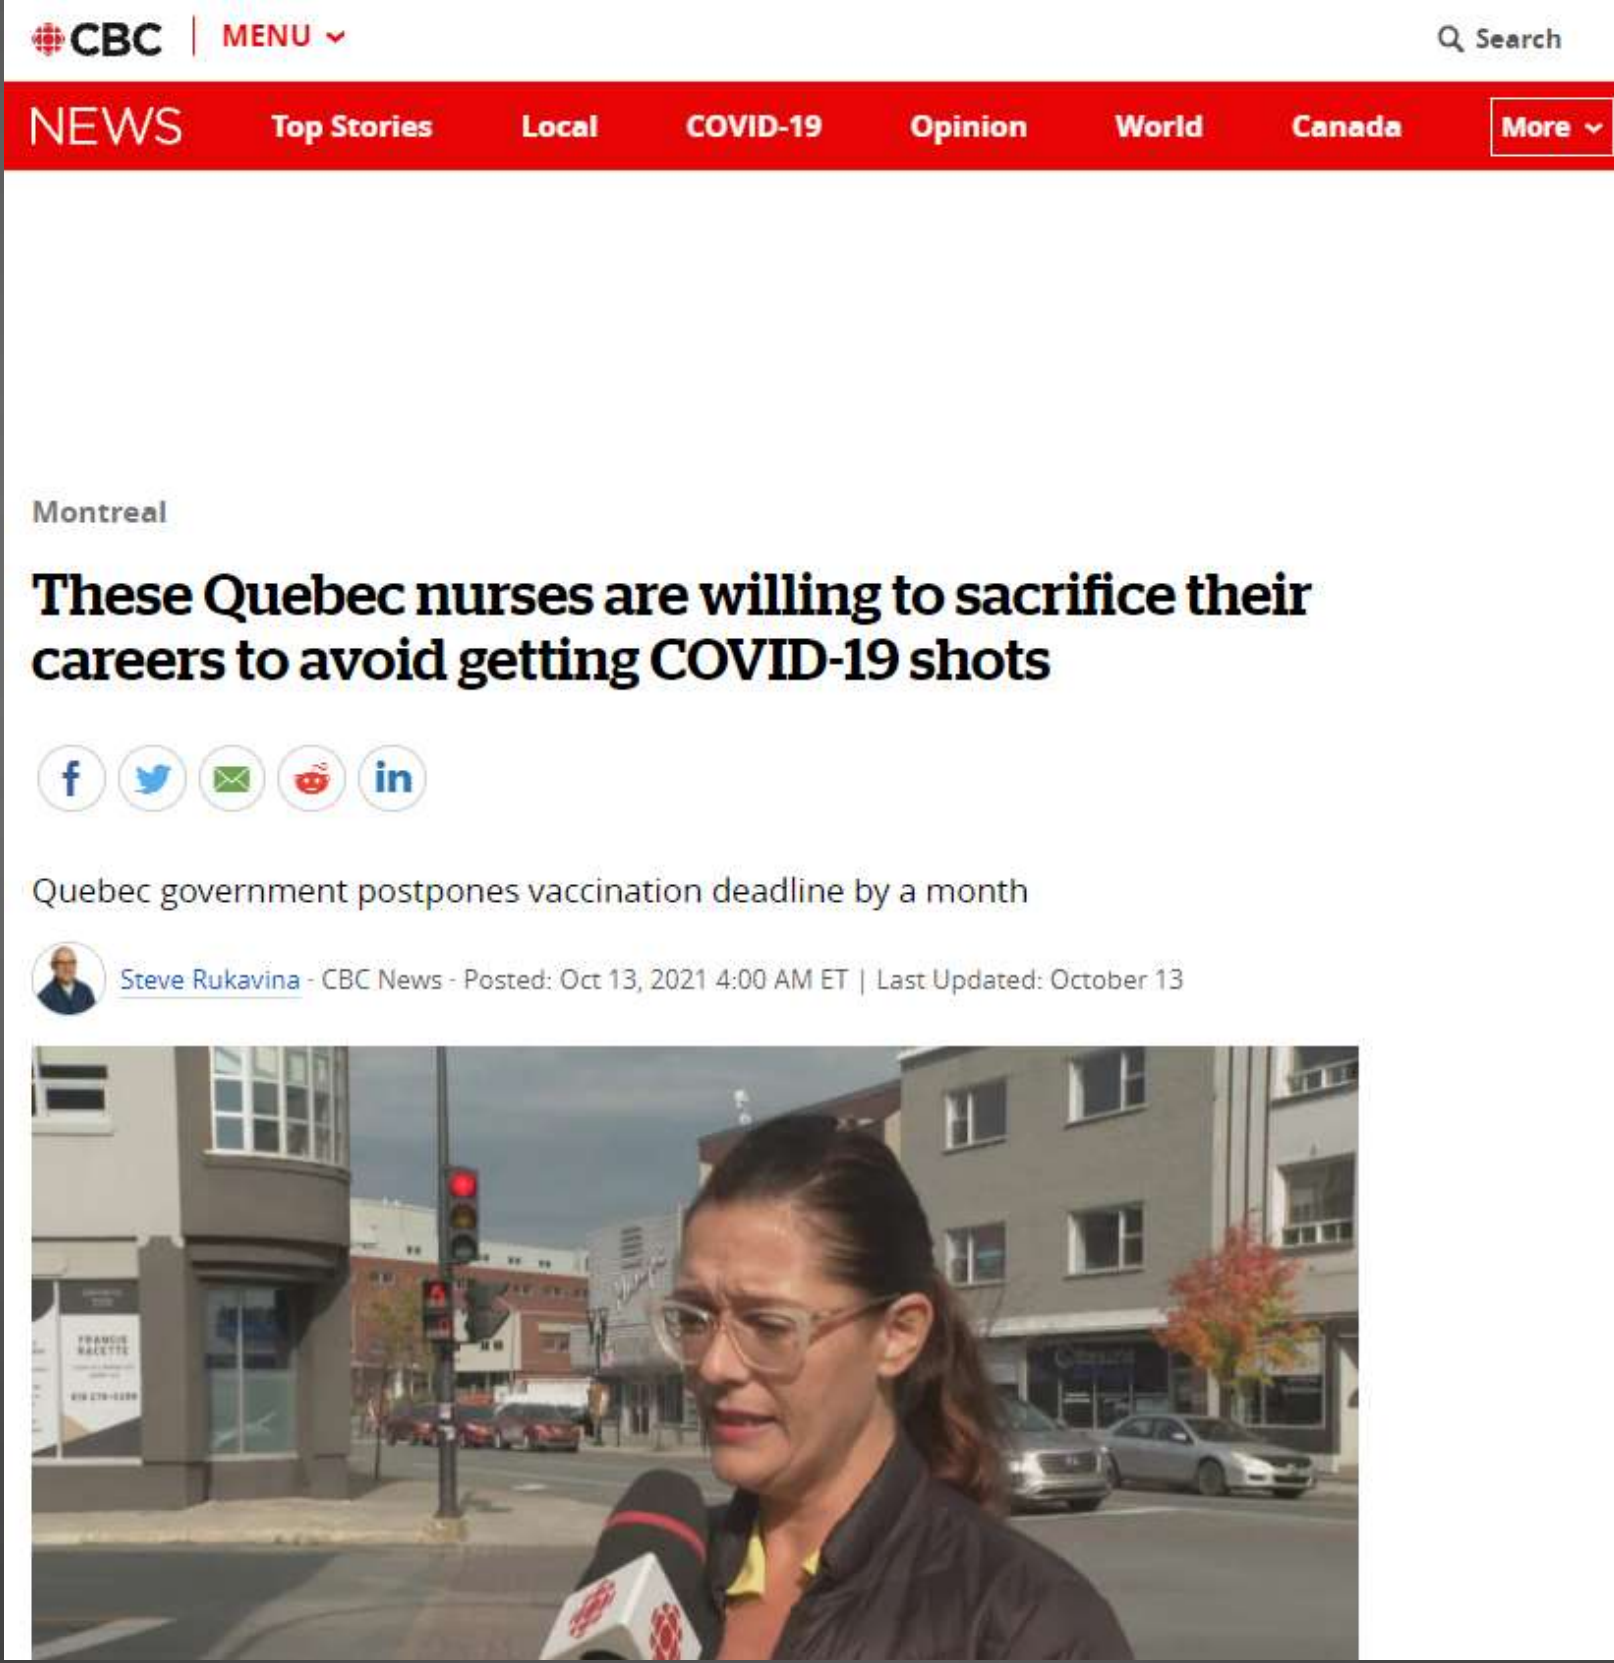 CBC MENU Search
NEWS Top Stories Local COVID-19 Opinion World Canada More
Montreal
These Quebec nurses are willing to sacrifice their
careers to avoid getting COVID-19 shots
f in
Quebec government postpones vaccination deadline by a month
Steve Rukavina - CBC News - Posted: Oct 13, 2021 4:00 AM ET | Last Updated: October 13
FRANCIS
RACETTE